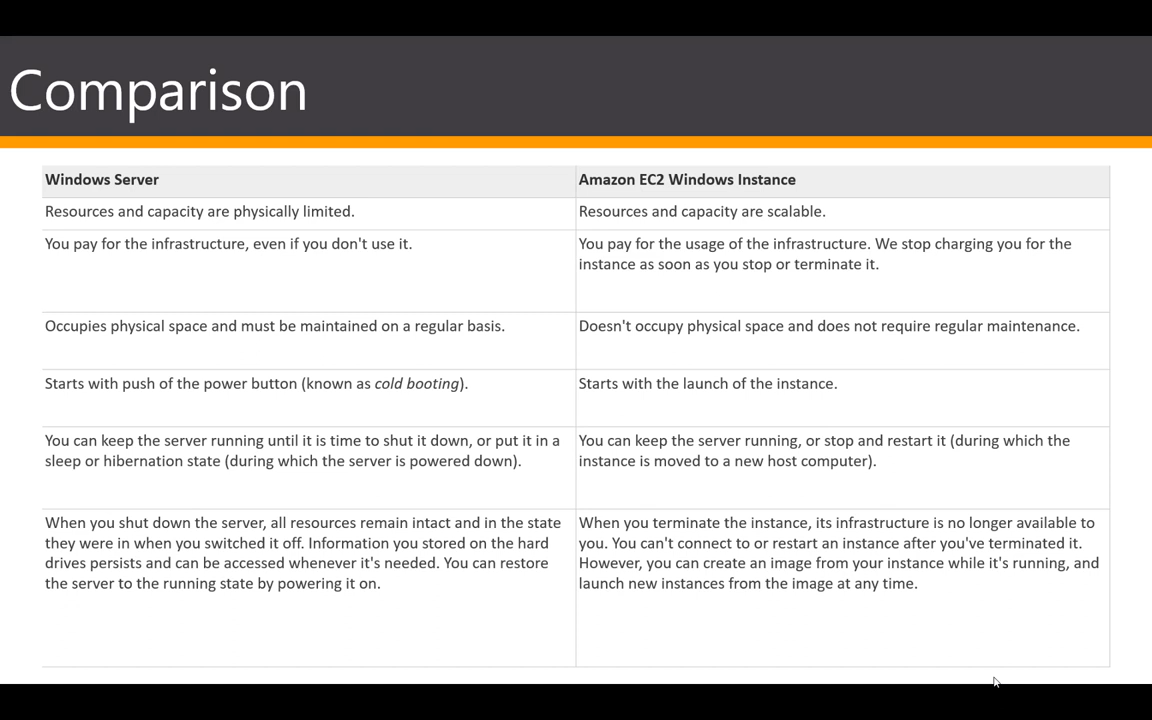 Comparison
Windows Server
Amazon EC2 Windows Instance
Resources and capacity are physically limited.
Resources and capacity are scalable.
You pay for the infrastructure, even if you don't use it.
You pay for the usage of the infrastructure. We stop charging you for the
instance as soon as you stop or terminate it.
Occupies physical space and must be maintained on a regular basis.
Doesn't occupy physical space and does not require regular maintenance.
Starts with push of the power button (known as cold booting).
Starts with the launch of the instance.
You can keep the server running until it is time to shut it down, or put it in a
sleep or hibernation state (during which the server is powered down).
You can keep the server running, or stop and restart it (during which the
instance is moved to a new host computer).
When you shut down the server, all resources remain intact and in the state
they were in when you switched it off. Information you stored on the hard
drives persists and can be accessed whenever it's needed. You can restore
the server to the running state by powering it on.
When you terminate the instance, its infrastructure is no longer available to
you. You can't connect to or restart an instance after you've terminated it.
However, you can create an image from your instance while it's running, and
launch new instances from the image at any time.